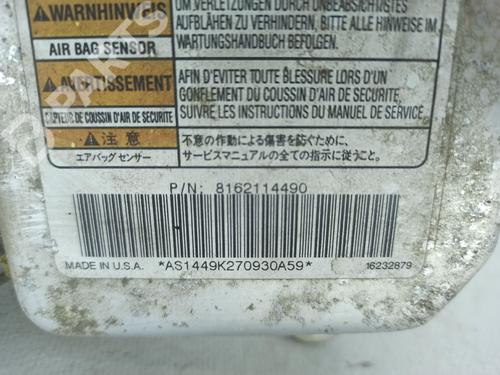 UM VERLETZUNGEN DURCH UNBEABSICHTIGTES
⚠WARNHINWEIS
AUFBLÄHEN ZU VERHINDERN, BITTE ALLE HINWEISE IM
AIR BAG SENSOR
WARTUNGSHANDBUCH BEFOLGEN.
⚠AVERTISSEMENT
CAPTEUR DE COUSSIN D'AIR DE SECURITE
AFIN D'EVITER TOUTE BLESSURE LORS D'UN
GONFLEMENT DU COUSSIN D'AIR DE SECURITE,
SUIVRE LES INSTRUCTIONS DU MANUEL DE SERVICE.
⚠注 意
エアバッグ センサー
不意の作動による傷害を防ぐために、
サービスマニュアルの全ての指示に従うこと。
P/N: 8162114490
MADE IN U.S.A.
*AS1449K270930A59*
16232879